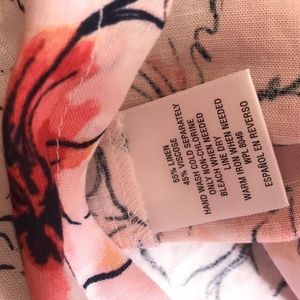 55% LINEN
45% VISCOSE
HAND WASH COLD SEPARATELY
ONLY NON-CHLORINE
BLEACH WHEN NEEDED
LINE DRY
WARM IRON WHEN NEEDED
WPL 8046
ESPAÑOL EN REVERSO